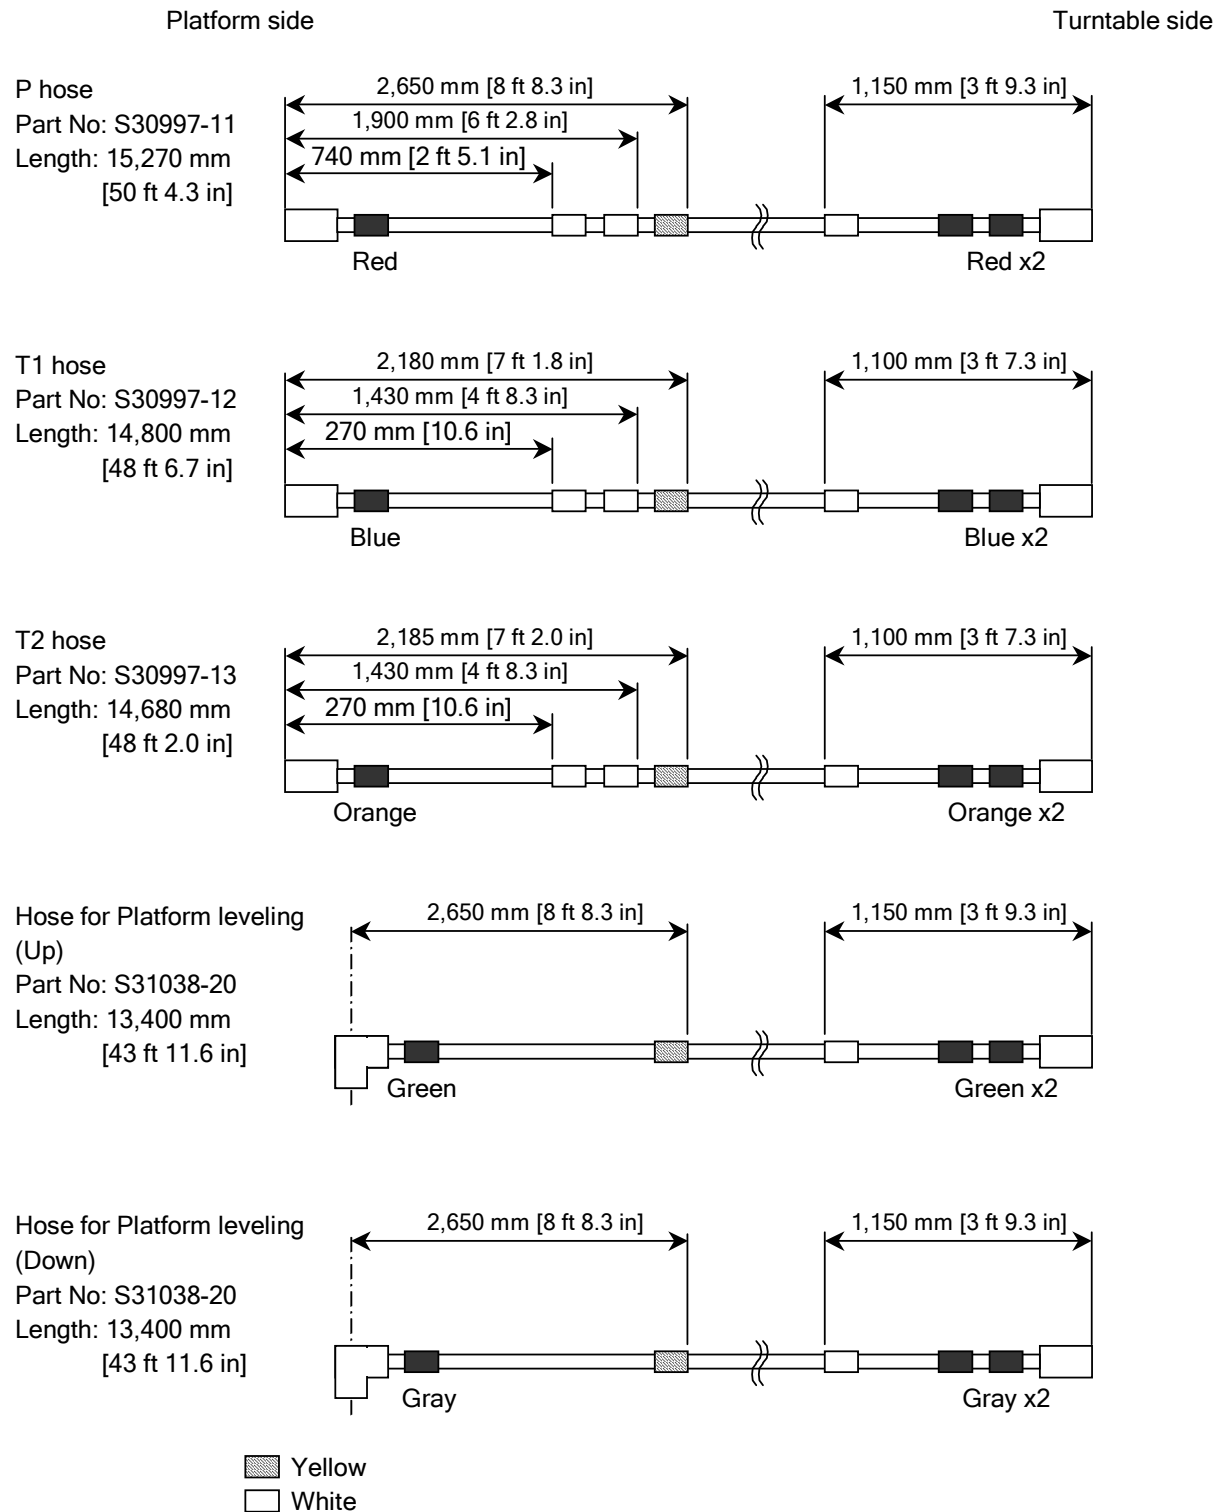 Platform side
Turntable side
P hose
Part No: S30997-11
Length: 15,270 mm
[50 ft 4.3 in]
2,650 mm [8 ft 8.3 in]
1,900 mm [6 ft 2.8 in]
740 mm [2 ft 5.1 in]
1,150 mm [3 ft 9.3 in]
Red
Red x2
T1 hose
Part No: S30997-12
Length: 14,800 mm
[48 ft 6.7 in]
2,180 mm [7 ft 1.8 in]
1,430 mm [4 ft 8.3 in]
270 mm [10.6 in]
1,100 mm [3 ft 7.3 in]
Blue
Blue x2
T2 hose
Part No: S30997-13
Length: 14,680 mm
[48 ft 2.0 in]
2,185 mm [7 ft 2.0 in]
1,430 mm [4 ft 8.3 in]
270 mm [10.6 in]
1,100 mm [3 ft 7.3 in]
Orange
Orange x2
Hose for Platform leveling
(Up)
Part No: S31038-20
Length: 13,400 mm
[43 ft 11.6 in]
2,650 mm [8 ft 8.3 in]
1,150 mm [3 ft 9.3 in]
Green
Green x2
Hose for Platform leveling
(Down)
Part No: S31038-20
Length: 13,400 mm
[43 ft 11.6 in]
2,650 mm [8 ft 8.3 in]
1,150 mm [3 ft 9.3 in]
Gray
Gray x2
Yellow
White